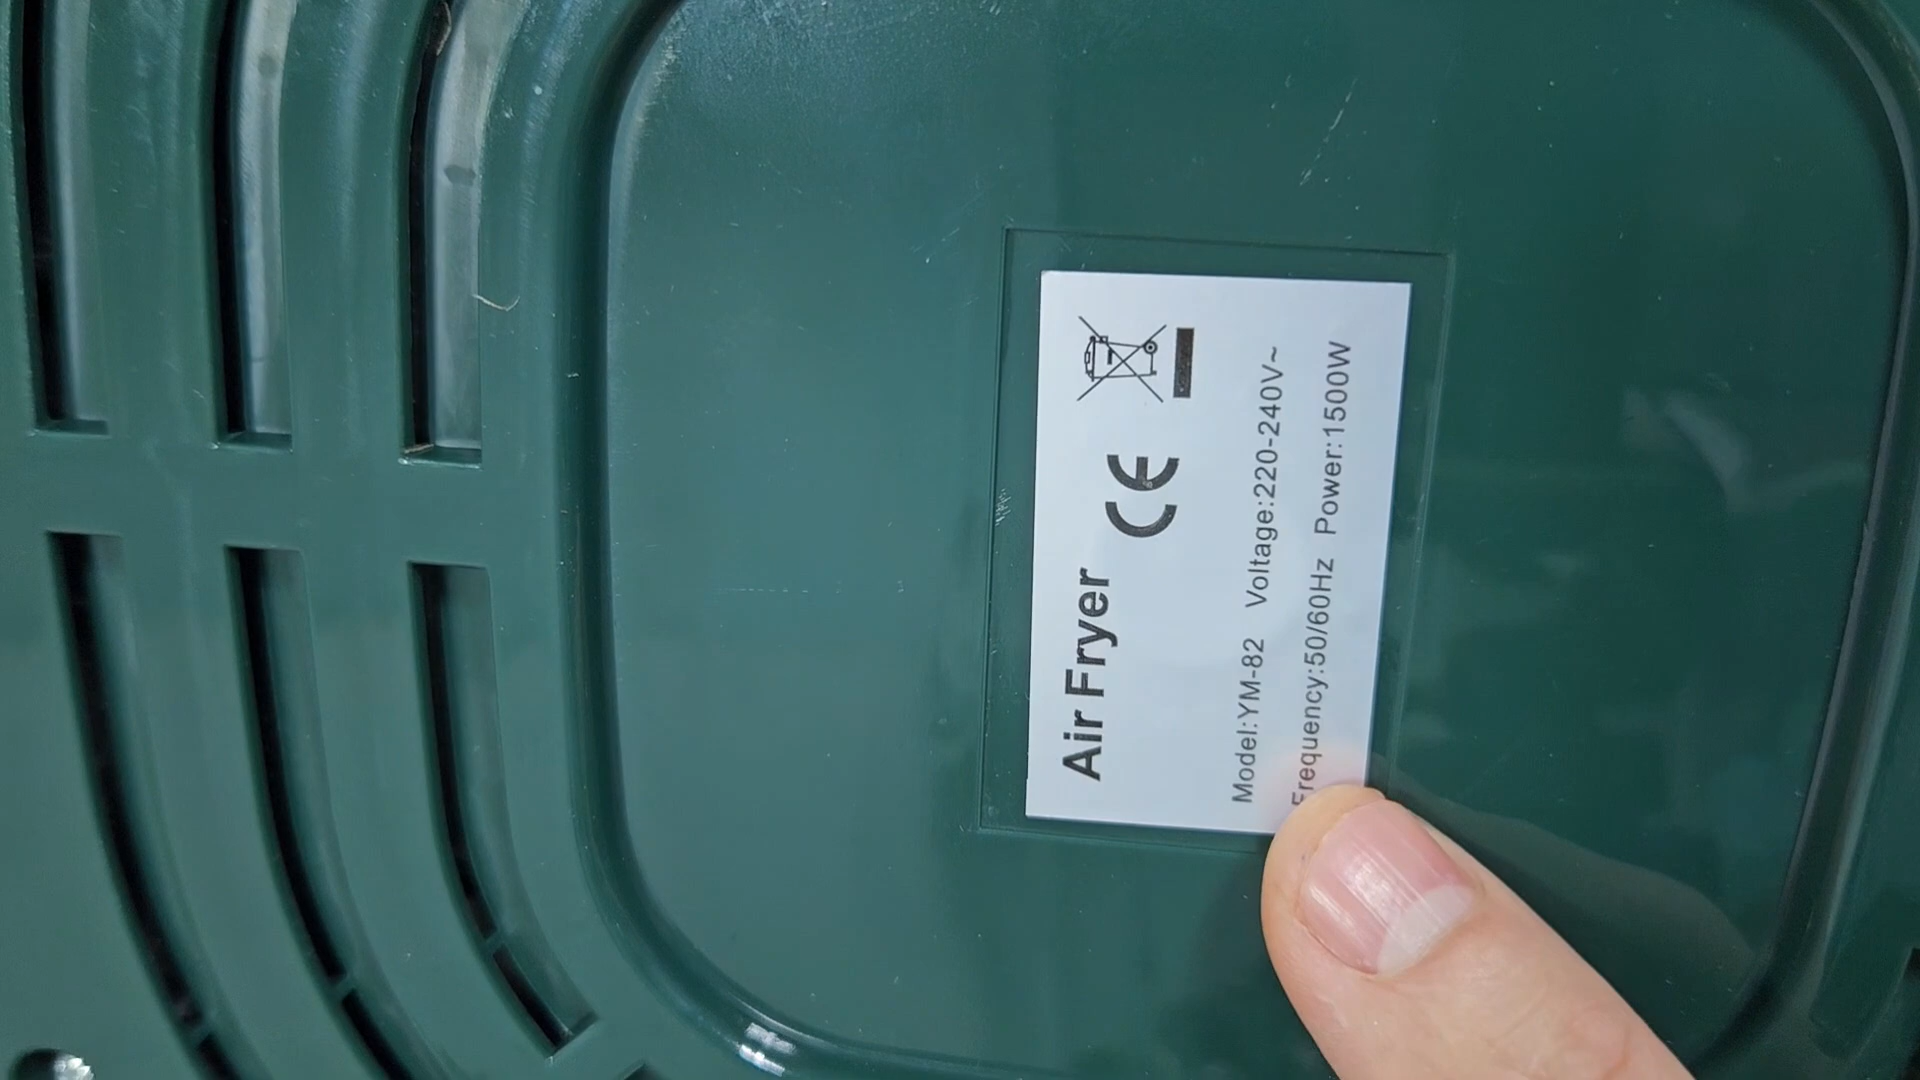 Air Fryer CE
Model:YM-82 Voltage:220-240V~
Frequency:50/60Hz Power:1500W